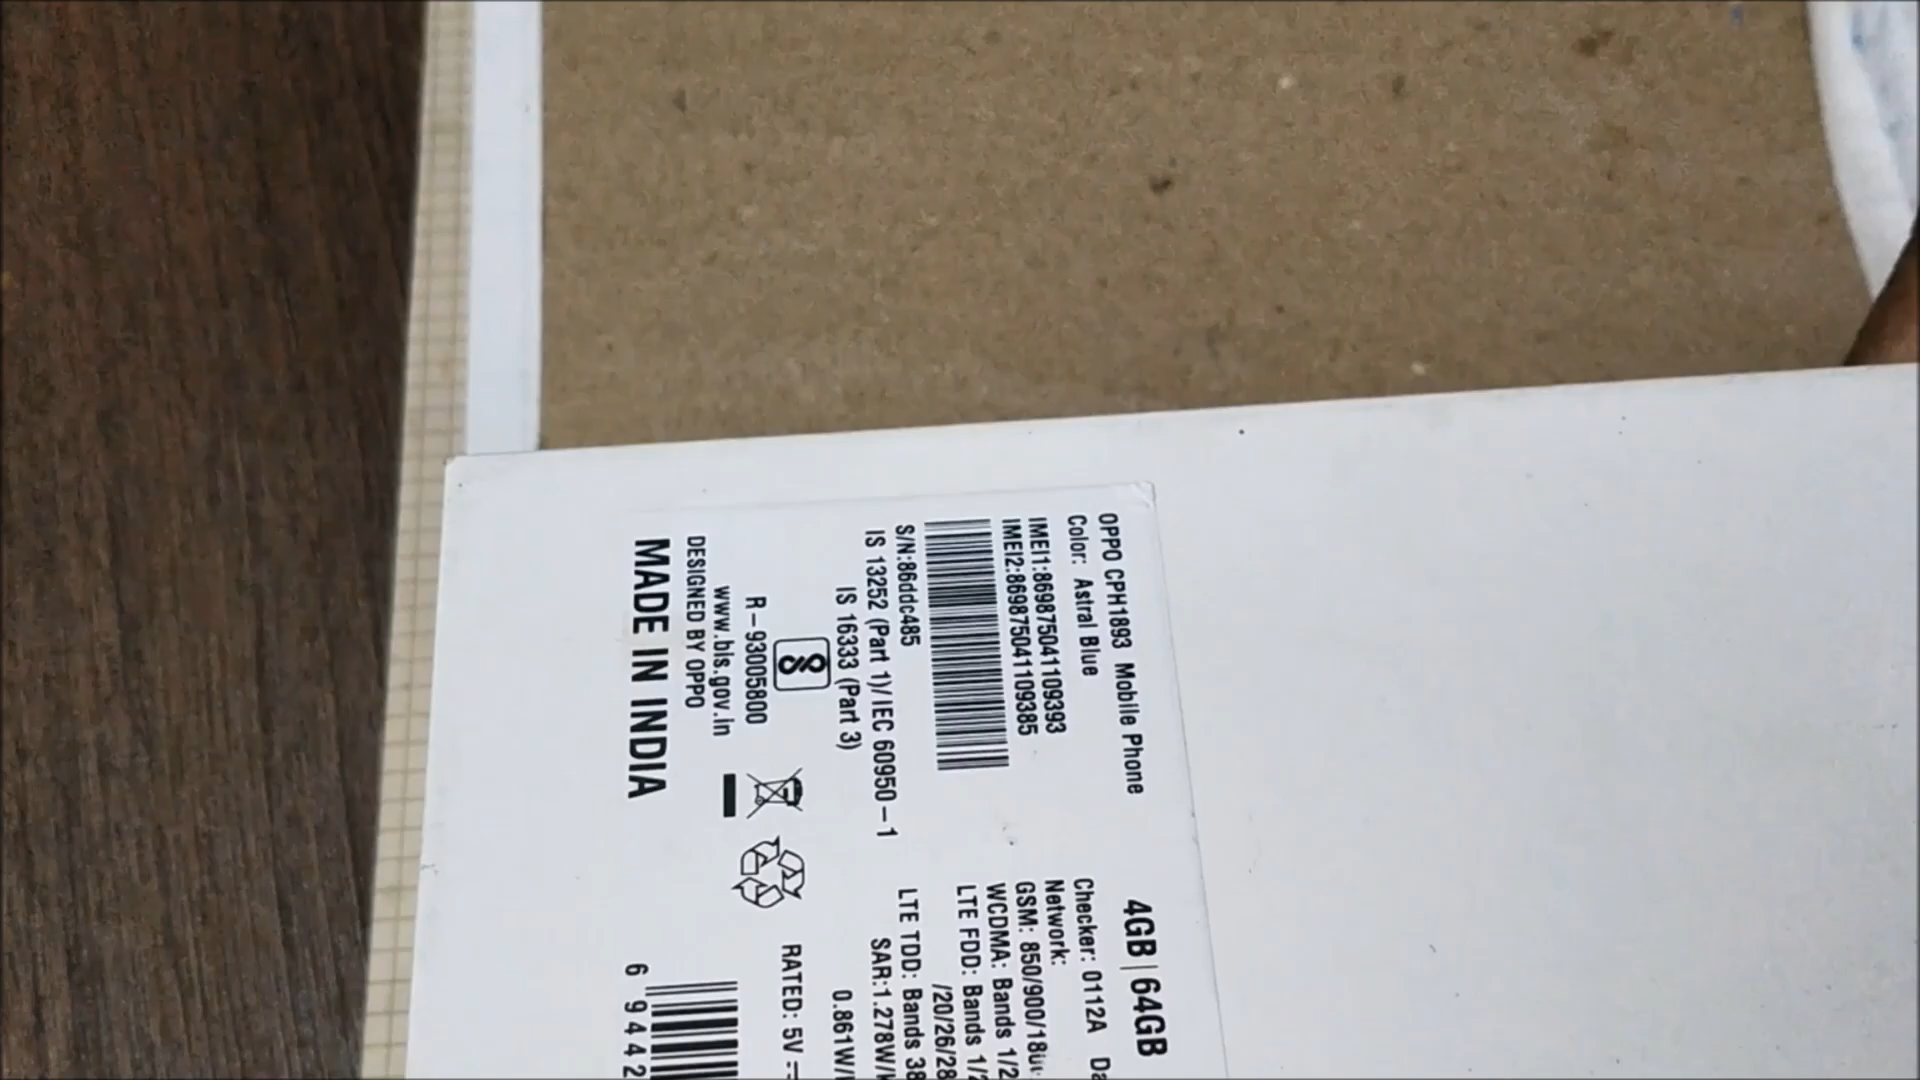 OPPO CPH1893 Mobile Phone
Color: Astral Blue
IMEI1:869875041109393
IMEI2:869875041109385
S/N:86ddc485
IS 13252 (Part 1)/IEC 60950-1
IS 16333 (Part 3)
R-93005800
www.bis.gov.in
DESIGNED BY OPPO
MADE IN INDIA
4GB|64GB
Checker: 0112A
Network:
GSM: 850/900/
WCDMA: Bands 1/2
LTE FDD: Bands 1/
/20/26/28
LTE TDD: Bands 38
SAR:1.278W/
0.861W/
RATED: 5V
6 9442